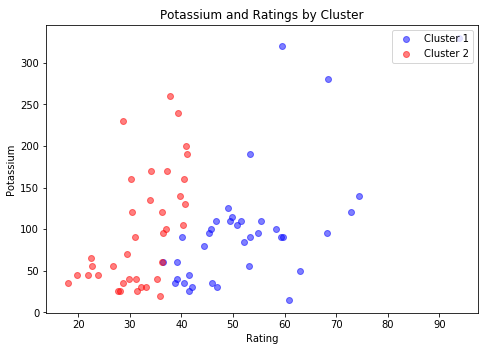 Potassium and Ratings by Cluster
Cluster 1
Cluster 2
300
250
200
150
100
50
0
Potassium
20 30 40 50 60 70 80 90
Rating